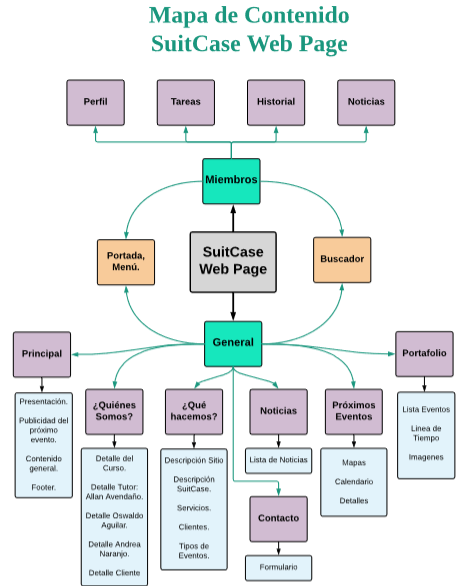 Mapa de Contenido
SuitCase Web Page
Perfil
Tareas
Historial
Noticias
Miembros
Portada,
Menú.
SuitCase
Web Page
Buscador
General
Principal
Portafolio
Presentación.
Publicidad del
próximo
evento.
Contenido
general.
Footer.
¿Quiénes
Somos?
¿Qué
hacemos?
Noticias
Próximos
Eventos
Lista Eventos
Linea de
Tiempo
Imagenes
Detalle del
Curso.
Detalle Tutor:
Allan Avendaño.
Detalle Oswaldo
Aguilar.
Detalle Andrea
Naranjo.
Detalle Cliente
Descripción Sitio
Descripción
SuitCase.
Servicios.
Clientes.
Tipos de
Eventos.
Lista de Noticias
Mapas
Calendario
Detalles
Contacto
Formulario